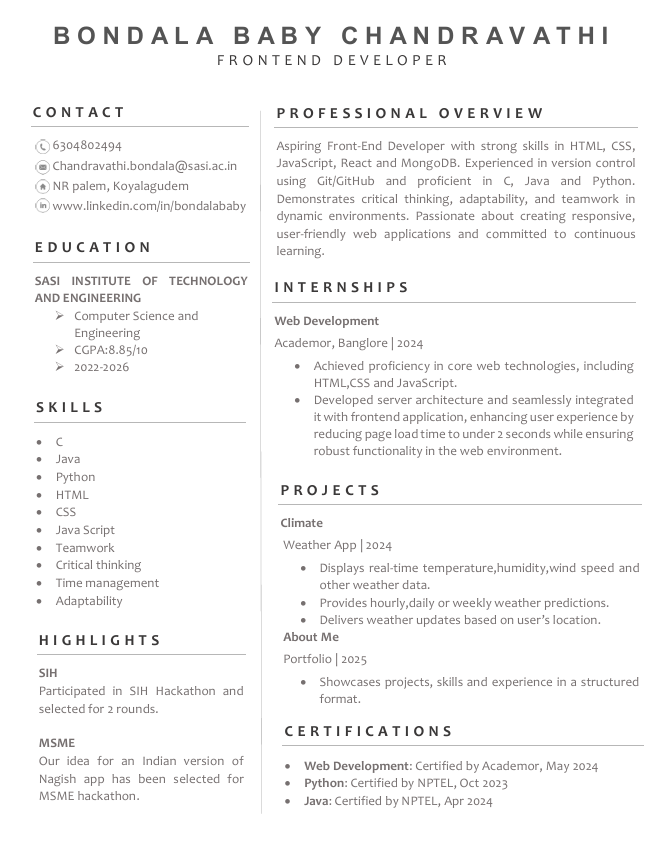 BONDALA BABY CHANDRAVATHI
FRONTEND DEVELOPER
CONTACT
6304802494
Chandravathi.bondala@sasi.ac.in
NR palem, Koyalagudem
www.linkedin.com/in/bondalababy
EDUCATION
SASI INSTITUTE OF TECHNOLOGY
AND ENGINEERING
➢ Computer Science and
Engineering
➢ CGPA:8.85/10
➢ 2022-2026
SKILLS
• C
• Java
• Python
• HTML
• CSS
• Java Script
• Teamwork
• Critical thinking
• Time management
• Adaptability
HIGHLIGHTS
SIH
Participated in SIH Hackathon and
selected for 2 rounds.
MSME
Our idea for an Indian version of
Nagish app has been selected for
MSME hackathon.
PROFESSIONAL OVERVIEW
Aspiring Front-End Developer with strong skills in HTML, CSS,
JavaScript, React and MongoDB. Experienced in version control
using Git/GitHub and proficient in C, Java and Python.
Demonstrates critical thinking, adaptability, and teamwork in
dynamic environments. Passionate about creating responsive,
user-friendly web applications and committed to continuous
learning.
INTERNSHIPS
Web Development
Academor, Banglore | 2024
• Achieved proficiency in core web technologies, including
HTML,CSS and JavaScript.
• Developed server architecture and seamlessly integrated
it with frontend application, enhancing user experience by
reducing page load time to under 2 seconds while ensuring
robust functionality in the web environment.
PROJECTS
Climate
Weather App | 2024
• Displays real-time temperature,humidity,wind speed and
other weather data.
• Provides hourly,daily or weekly weather predictions.
• Delivers weather updates based on user’s location.
About Me
Portfolio | 2025
• Showcases projects, skills and experience in a structured
format.
CERTIFICATIONS
• Web Development: Certified by Academor, May 2024
• Python: Certified by NPTEL, Oct 2023
• Java: Certified by NPTEL, Apr 2024